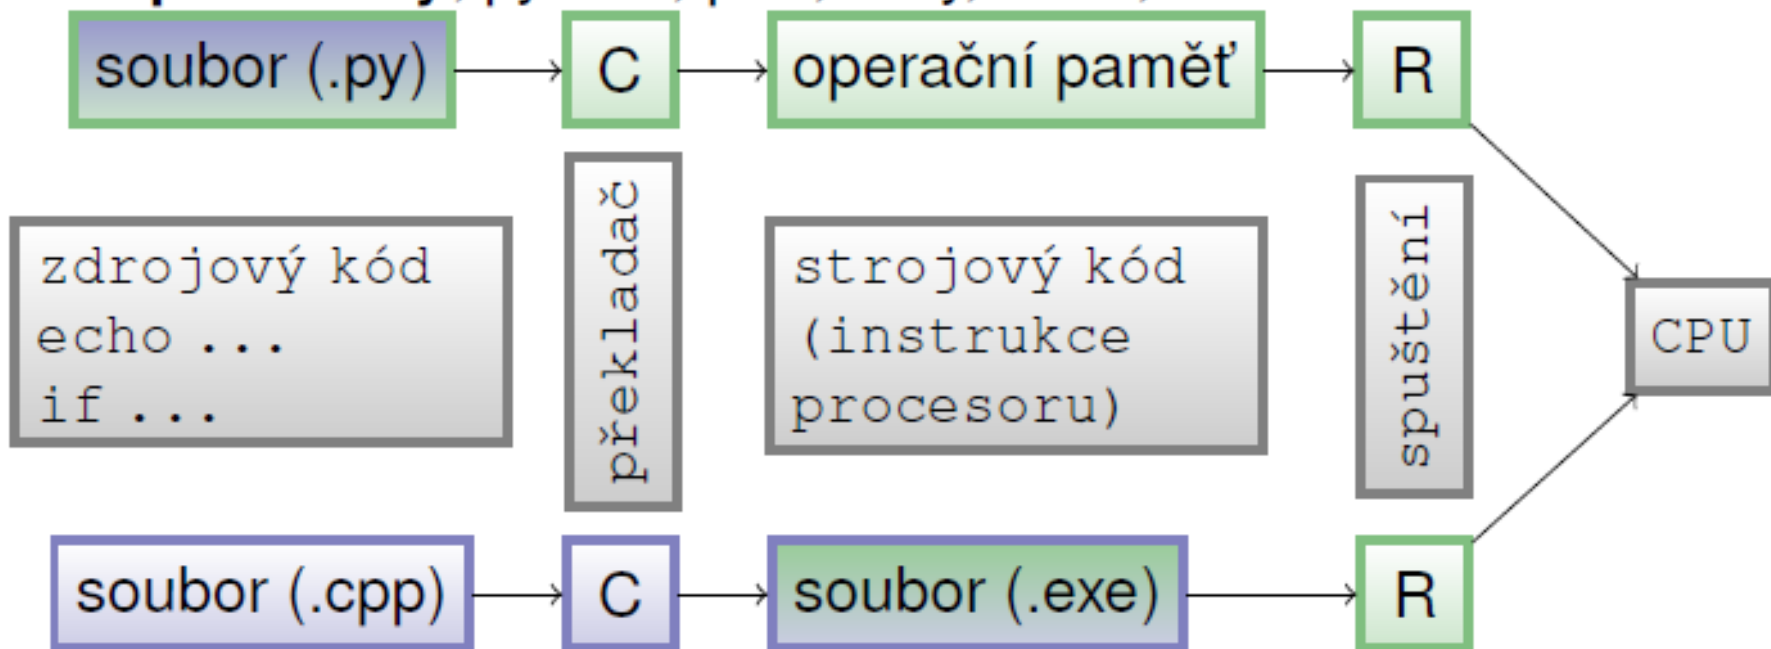 soubor (.py) C operační paměť R
překladač
spuštění
zdrojový kód
echo ...
if ...
strojový kód
(instrukce
procesoru)
CPU
soubor (.cpp) C soubor (.exe) R